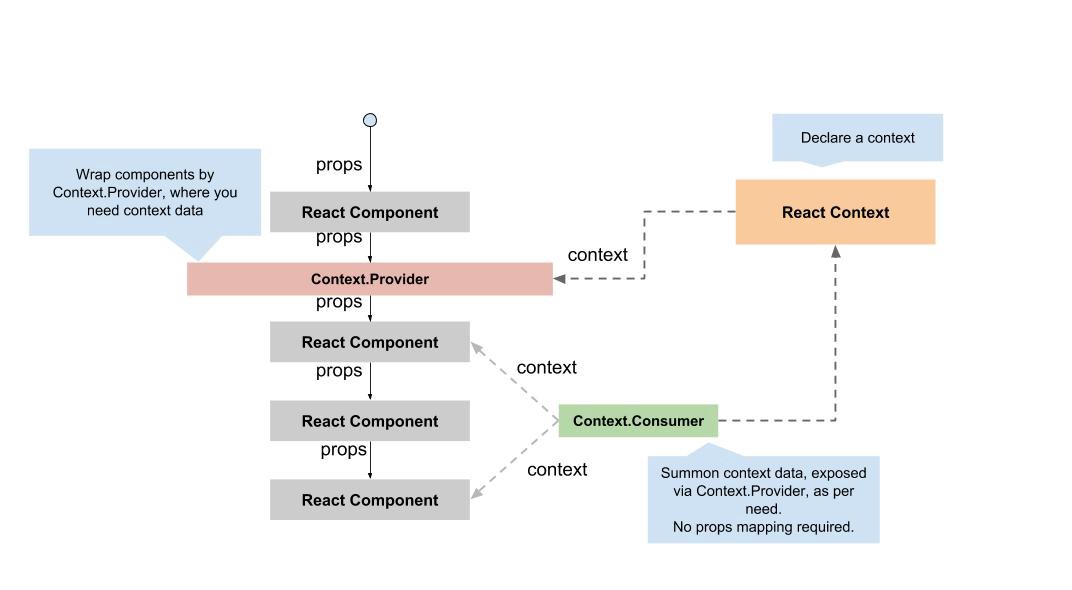 Declare a context
props
Wrap components by
Context.Provider, where you
need context data
React Component
React Context
props
context
Context.Provider
props
React Component
context
props
React Component
Context.Consumer
props
context
Summon context data, exposed
via Context.Provider, as per
need.
No props mapping required.
React Component